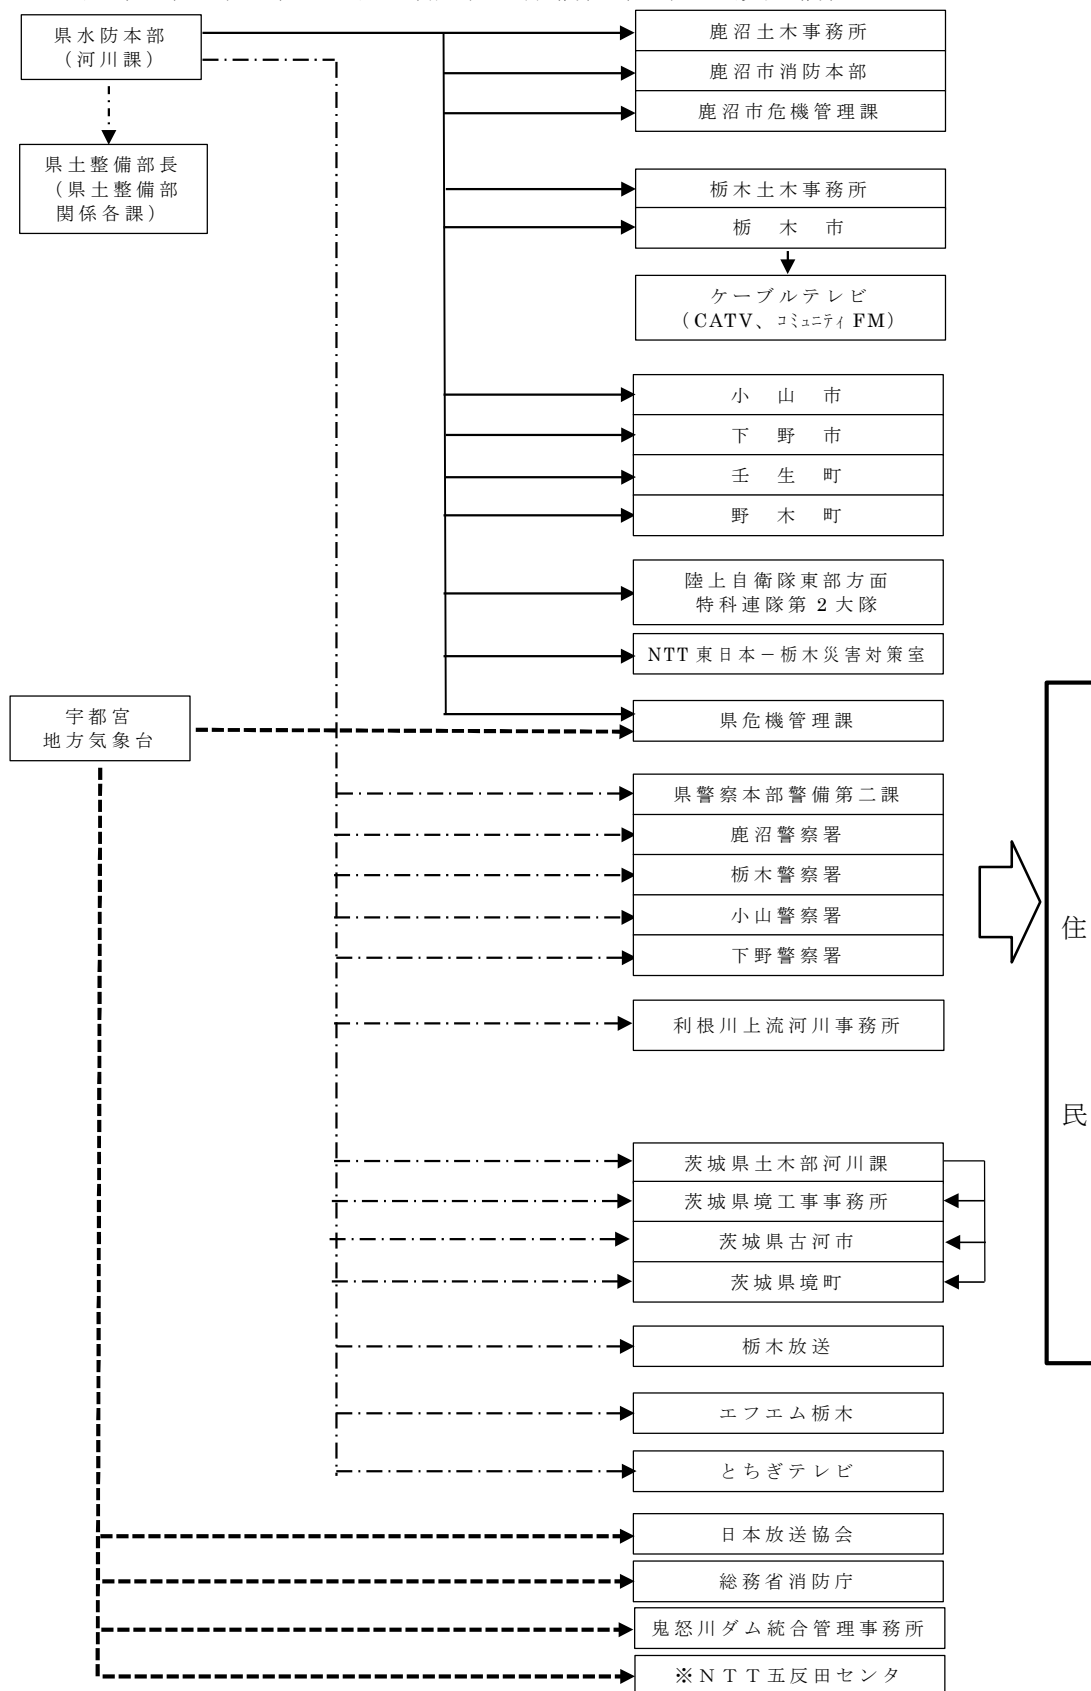 県水防本部
（河川課）
県土整備部長
（県土整備部
関係各課）
鹿沼土木事務所
鹿沼市消防本部
鹿沼市危機管理課
栃木土木事務所
栃木市
ケーブルテレビ
（CATV、コミュニティFM）
小山市
下野市
壬生町
野木町
陸上自衛隊東部方面
特科連隊第2大隊
NTT東日本－栃木災害対策室
宇都宮
地方気象台
県危機管理課
県警察本部警備第二課
鹿沼警察署
栃木警察署
小山警察署
下野警察署
利根川上流河川事務所
茨城県土木部河川課
茨城県境工事事務所
茨城県古河市
茨城県境町
栃木放送
エフエム栃木
とちぎテレビ
日本放送協会
総務省消防庁
鬼怒川ダム統合管理事務所
※ＮＴＴ五反田センタ
住
民